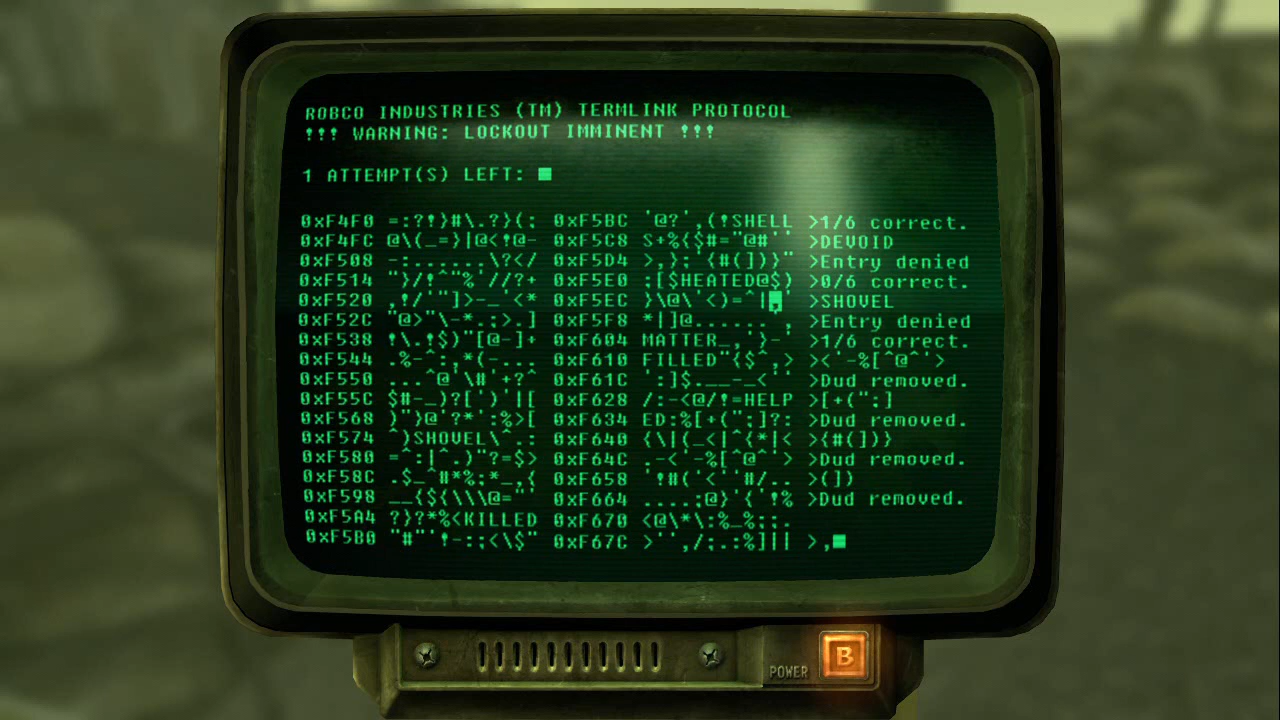 ROBCO INDUSTRIES (TM) TERMLINK PROTOCOL
!!! WARNING: LOCKOUT IMMINENT !!!
1 ATTEMPT(S) LEFT: ■
0xF4F0 =:?!}#\.?}(: 0xF5BC '@?',(!SHELL >1/6 correct.
0xF4FC @\(_=}|@<!@- 0xF5C8 S+%{$#="@#'' >DEVOID
0xF508 -:......\?</ 0xF5D4 >,}:'{#(])}" >Entry denied
0xF514 "}/!^"%'//?+ 0xF5E0 :[$HEATED@$) >0/6 correct.
0xF520 ,!/'"]>-_'<* 0xF5EC }\@\'<)=^|,' >SHOVEL
0xF52C "@>"\-*.:>.] 0xF5F8 *|]@......', >Entry denied
0xF538 !\.!$)"[@-]+ 0xF604 MATTER_,'}- >1/6 correct.
0xF544 .%-^:,*(-... 0xF610 FILLED"{$^,> ><'-%[^@^'>
0xF550 ...^@'\#'+?^ 0xF61C ':]$.__-_<'' >Dud removed.
0xF55C $#-_)?[')'|[ 0xF628 /:-<@/!=HELP >[+(";]
0xF568 )"}@'?*':%>[ 0xF634 ED:%[+(";]?: >Dud removed.
0xF574 ^)SHOVEL\^.: 0xF640 {\|(_<|^{*|< >{#(])}
0xF580 =^:|^.)"?=$> 0xF64C .-<'-%[^@^'> >Dud removed.
0xF58C .$_^#*%:*_,{ 0xF658 '!#('<''#/.. >(])
0xF598 __{${\\\@="' 0xF664 ....;@}'{'!% >Dud removed.
0xF5A4 ?}?*%<KILLED 0xF670 <@\*\:%_%;:.
0xF5B0 "#"'!-:;<\$" 0xF67C >'',/;.:%]|| >,■
POWER
B